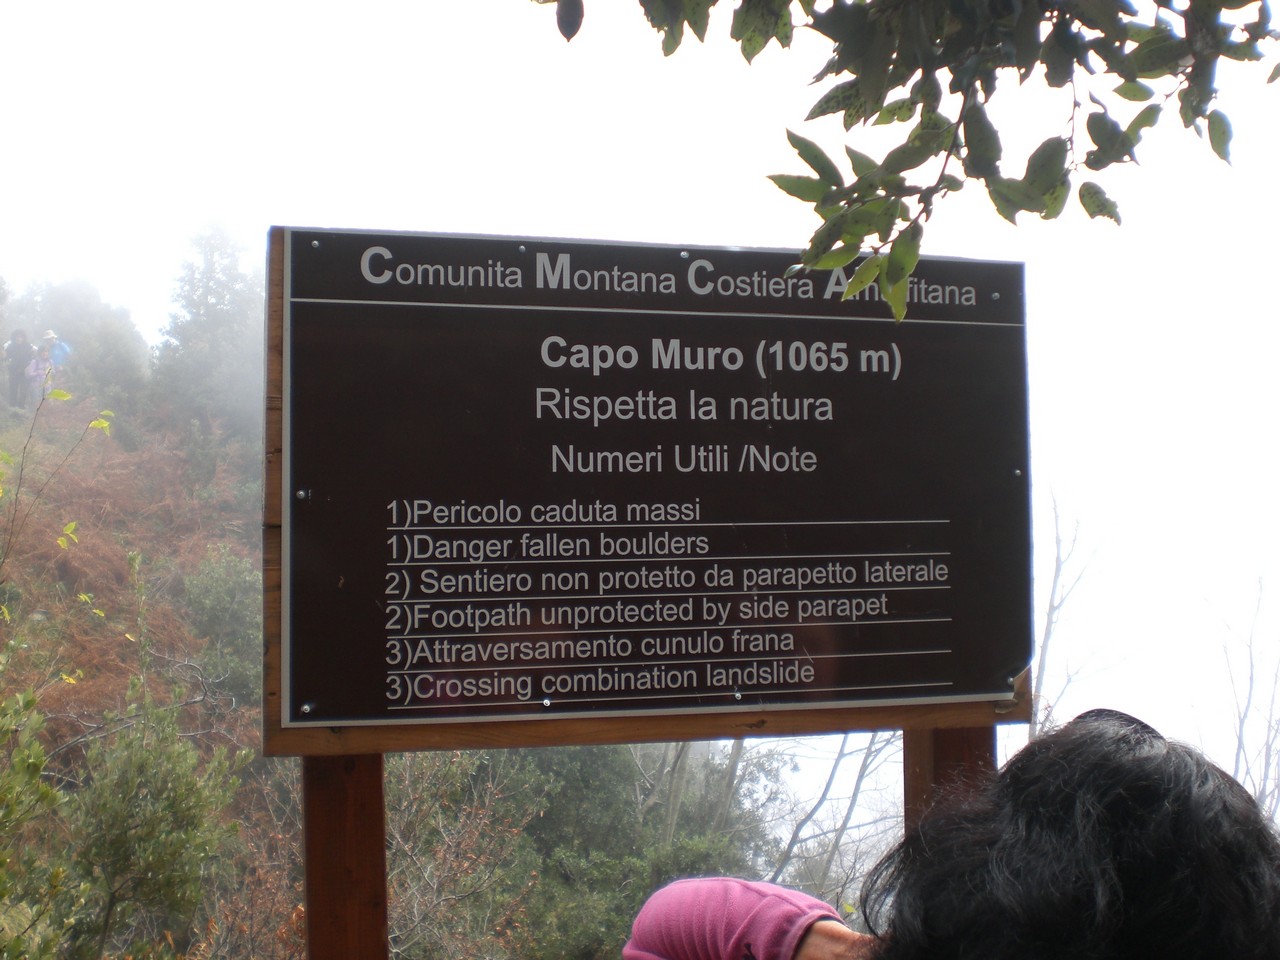 Comunita Montana Costiera Amalfitana
Capo Muro (1065 m)
Rispetta la natura
Numeri Utili /Note
1)Pericolo caduta massi
1)Danger fallen boulders
2) Sentiero non protetto da parapetto laterale
2)Footpath unprotected by side parapet
3)Attraversamento cunulo frana
3)Crossing combination landslide